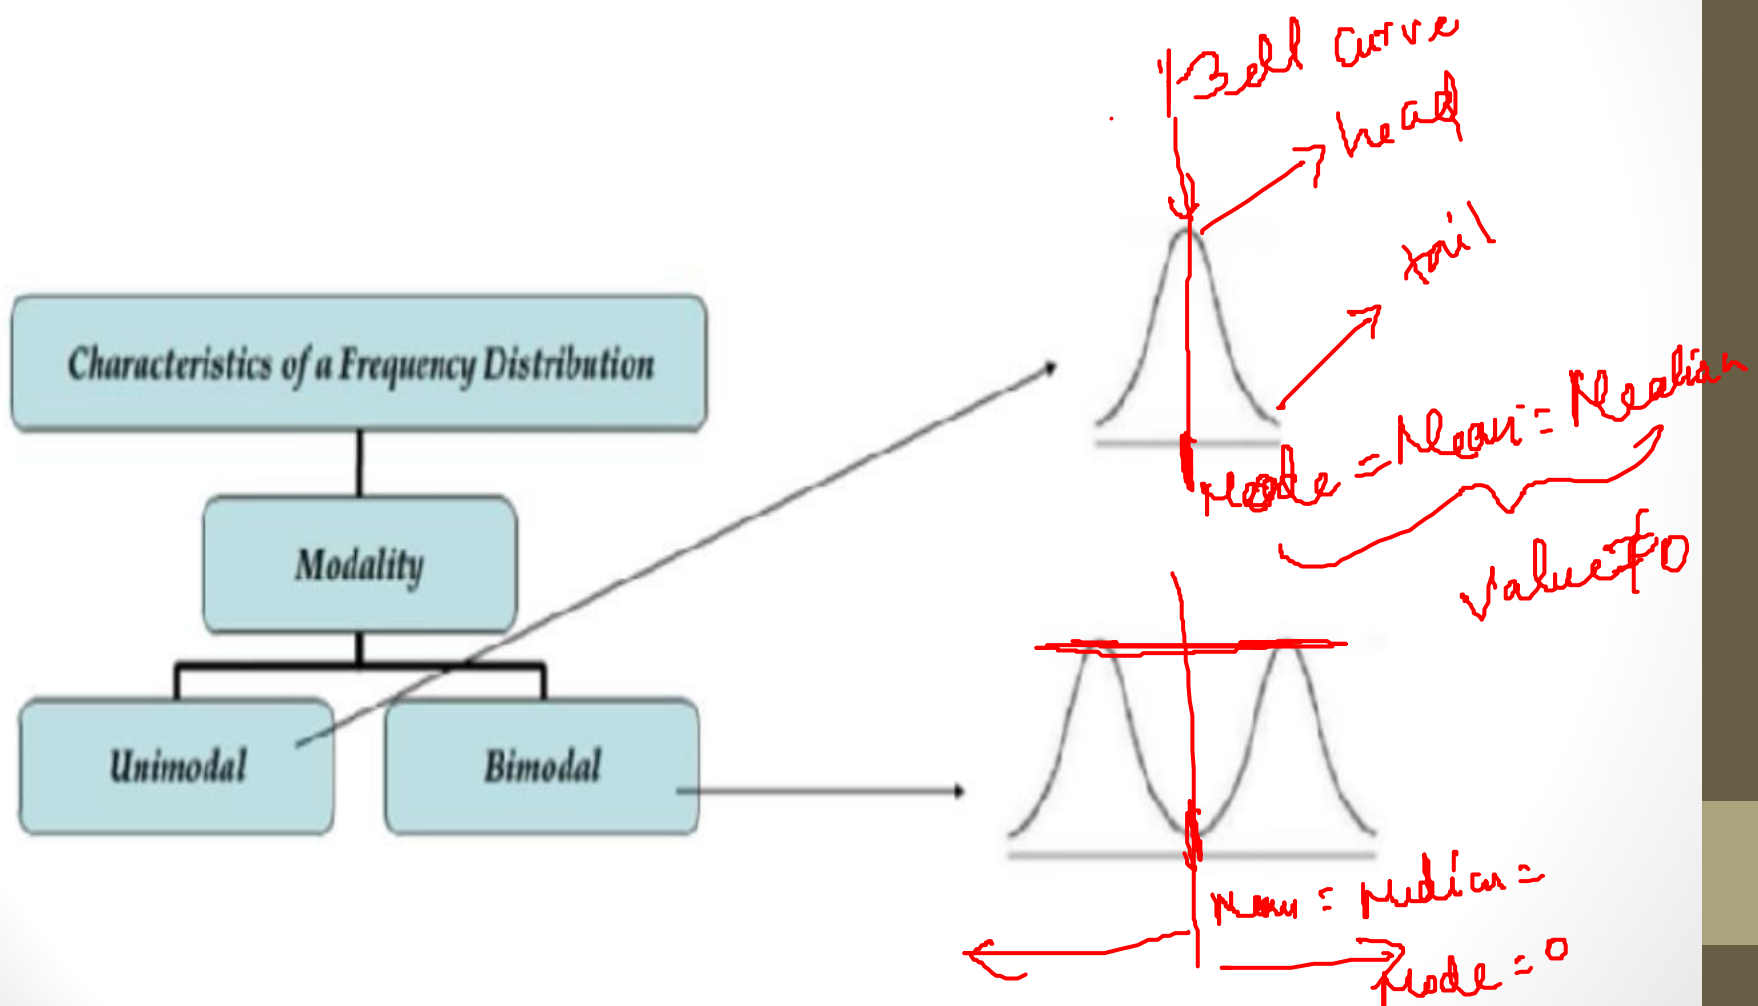 Bell curve
head
tail
Characteristics of a Frequency Distribution
Mode = Mean = Median
Modality
Value ≠ 0
Unimodal
Bimodal
Mean = Median =
Mode = 0